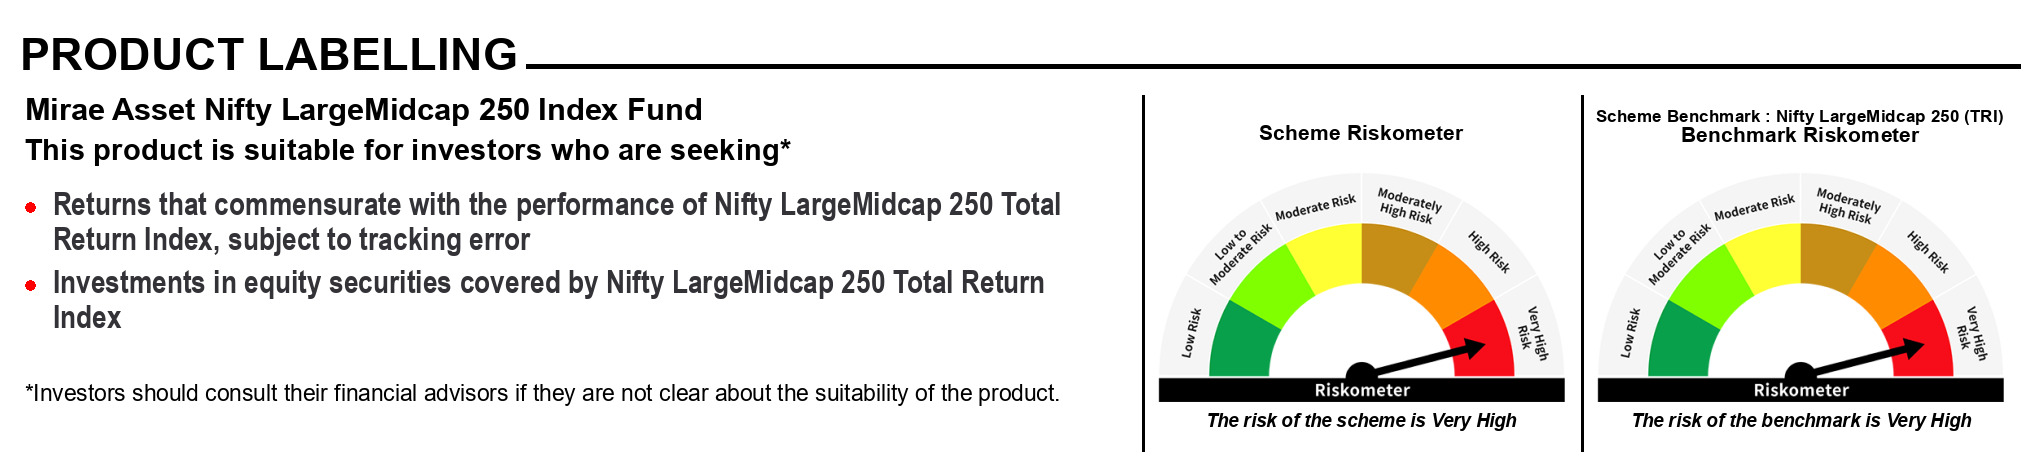 PRODUCT LABELLING
Mirae Asset Nifty LargeMidcap 250 Index Fund
This product is suitable for investors who are seeking*
Returns that commensurate with the performance of Nifty LargeMidcap 250 Total
Return Index, subject to tracking error
Investments in equity securities covered by Nifty LargeMidcap 250 Total Return
Index
*Investors should consult their financial advisors if they are not clear about the suitability of the product.
Scheme Riskometer
Low Risk
Low to
Moderate Risk
Moderate Risk
Moderately
High Risk
High Risk
Very High
Risk
Riskometer
The risk of the scheme is Very High
Scheme Benchmark : Nifty LargeMidcap 250 (TRI)
Benchmark Riskometer
Low Risk
Low to
Moderate Risk
Moderate Risk
Moderately
High Risk
High Risk
Very High
Risk
Riskometer
The risk of the benchmark is Very High